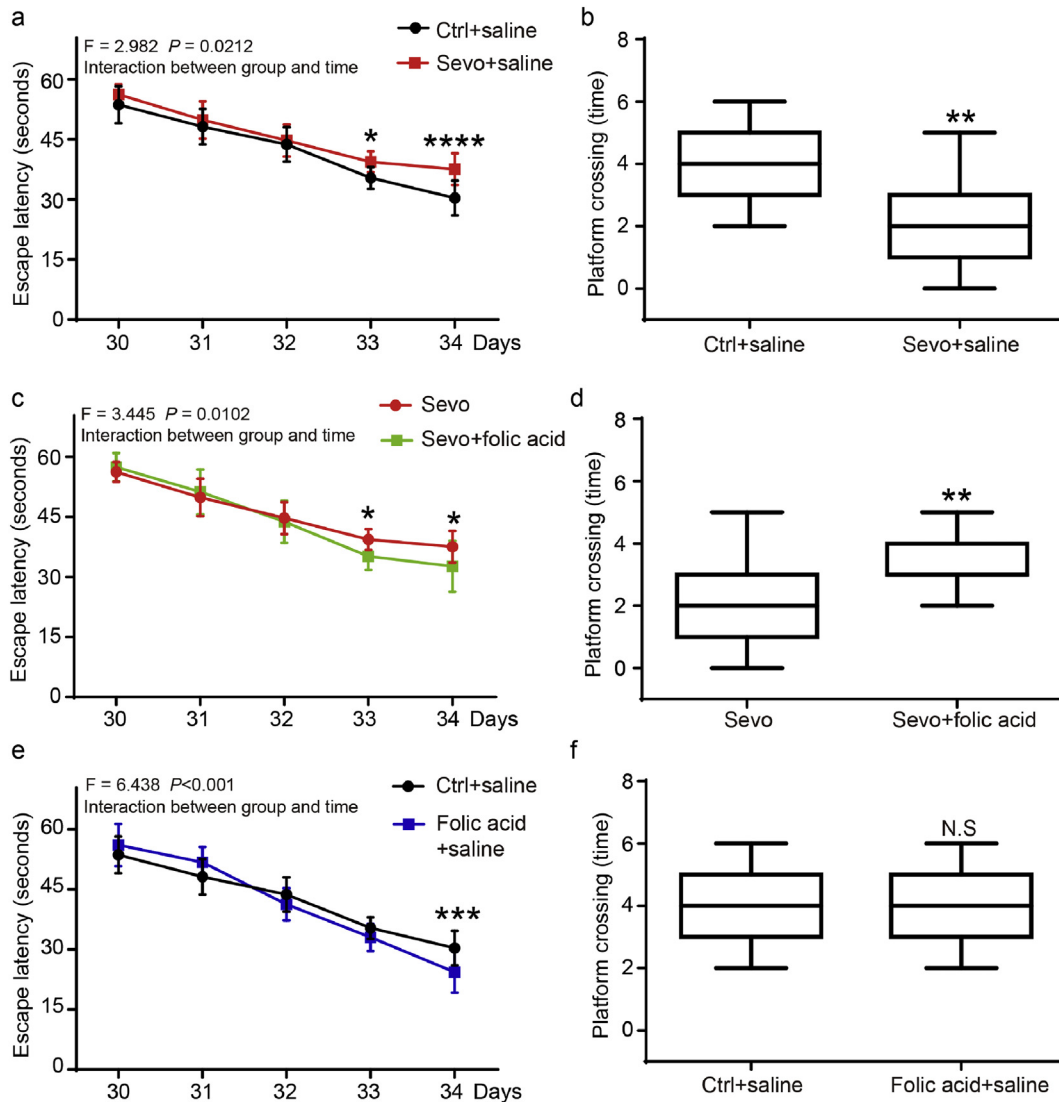 a
F = 2.982 P = 0.0212
Interaction between group and time
Ctrl+saline
Sevo+saline
Escape latency (seconds)
60
45
30
15
0
*
****
30 31 32 33 34 Days
b
Platform crossing (time)
8
6
4
2
0
**
Ctrl+saline Sevo+saline
c
F = 3.445 P = 0.0102
Interaction between group and time
Sevo
Sevo+folic acid
Escape latency (seconds)
60
45
30
15
0
*
*
30 31 32 33 34 Days
d
Platform crossing (time)
8
6
4
2
0
**
Sevo Sevo+folic acid
e
F = 6.438 P<0.001
Interaction between group and time
Ctrl+saline
Folic acid
+saline
Escape latency (seconds)
60
45
30
15
0
***
30 31 32 33 34 Days
f
Platform crossing (time)
8
6
4
2
0
N.S
Ctrl+saline Folic acid+saline